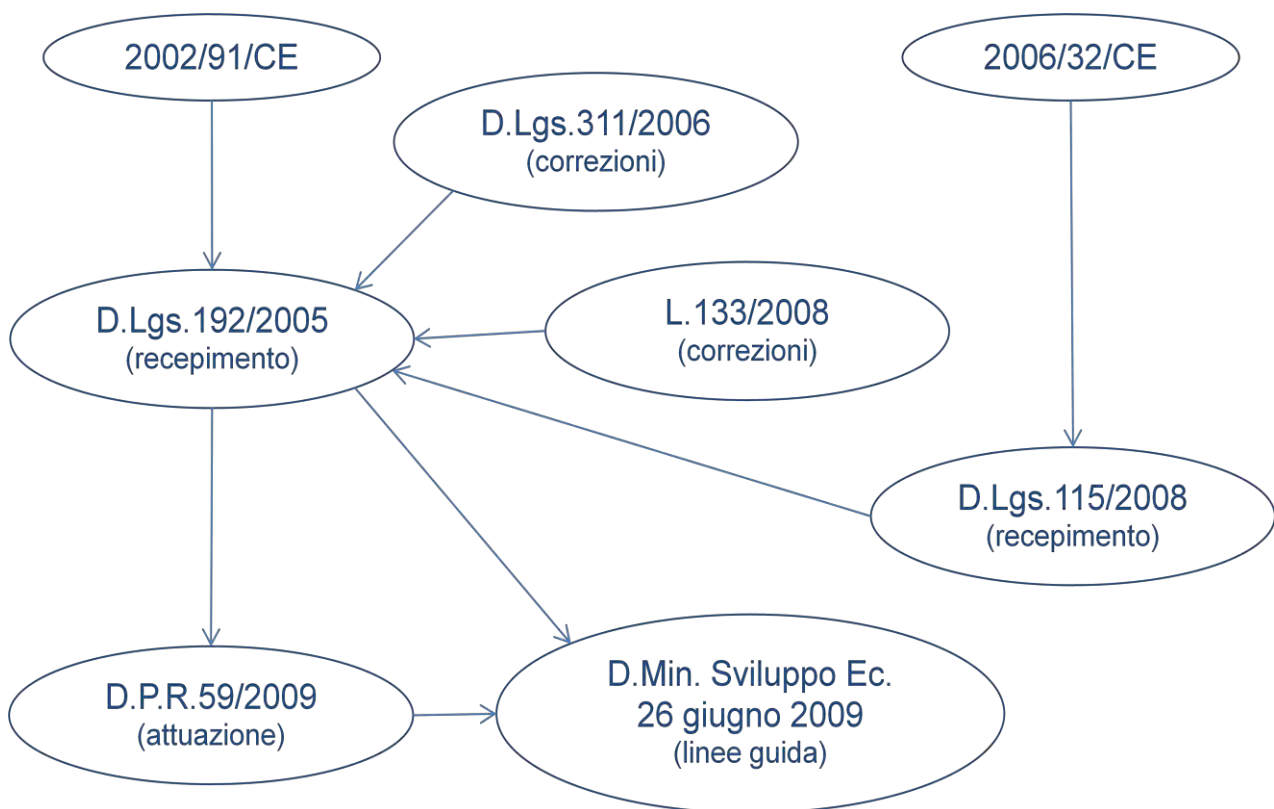 2002/91/CE
2006/32/CE
D.Lgs.311/2006
(correzioni)
D.Lgs.192/2005
(recepimento)
L.133/2008
(correzioni)
D.Lgs.115/2008
(recepimento)
D.P.R.59/2009
(attuazione)
D.Min. Sviluppo Ec.
26 giugno 2009
(linee guida)